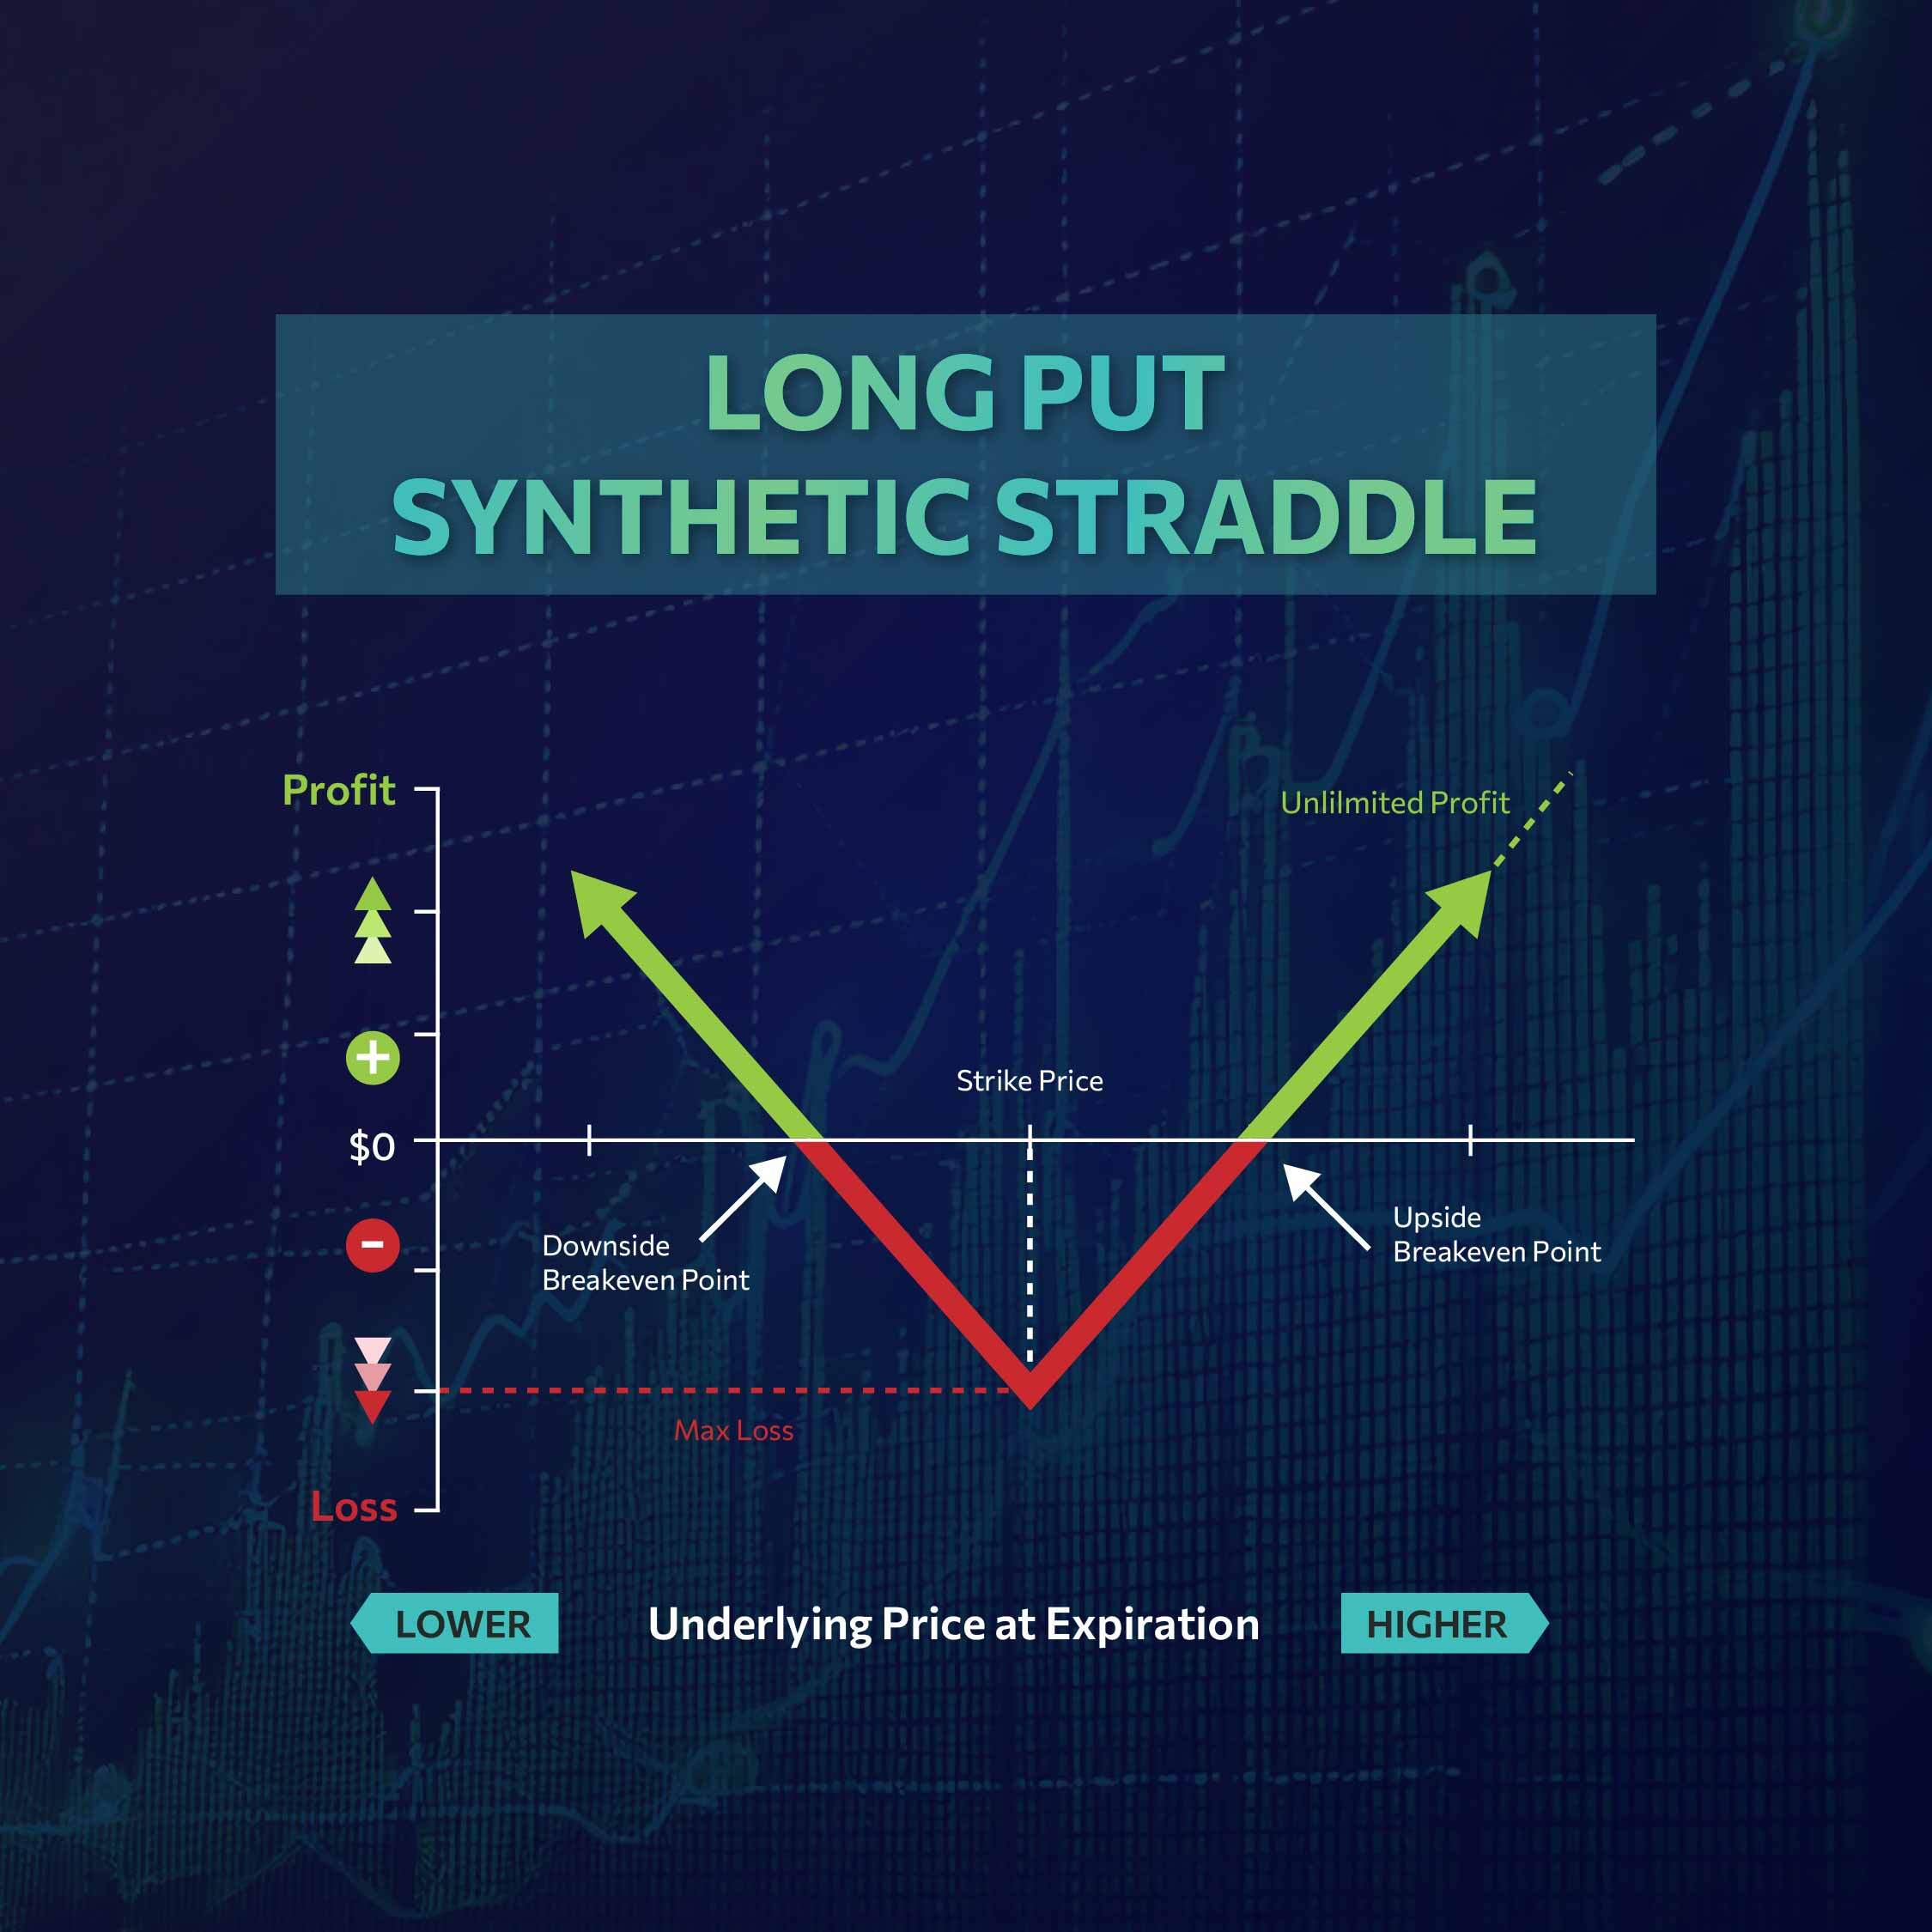 LONG PUT
SYNTHETIC STRADDLE
Profit
Unlilmited Profit
+
Strike Price
$0
-
Downside
Breakeven Point
Upside
Breakeven Point
Max Loss
Loss
LOWER
Underlying Price at Expiration
HIGHER